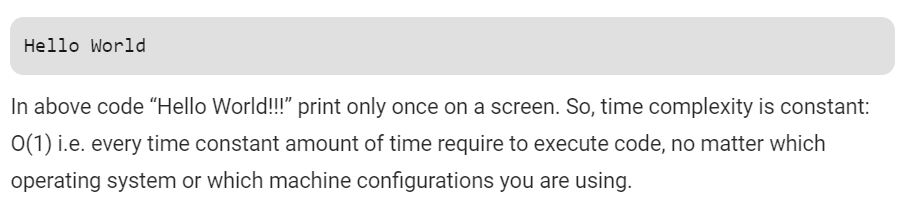 Hello World
In above code “Hello World!!!” print only once on a screen. So, time complexity is constant:
O(1) i.e. every time constant amount of time require to execute code, no matter which
operating system or which machine configurations you are using.